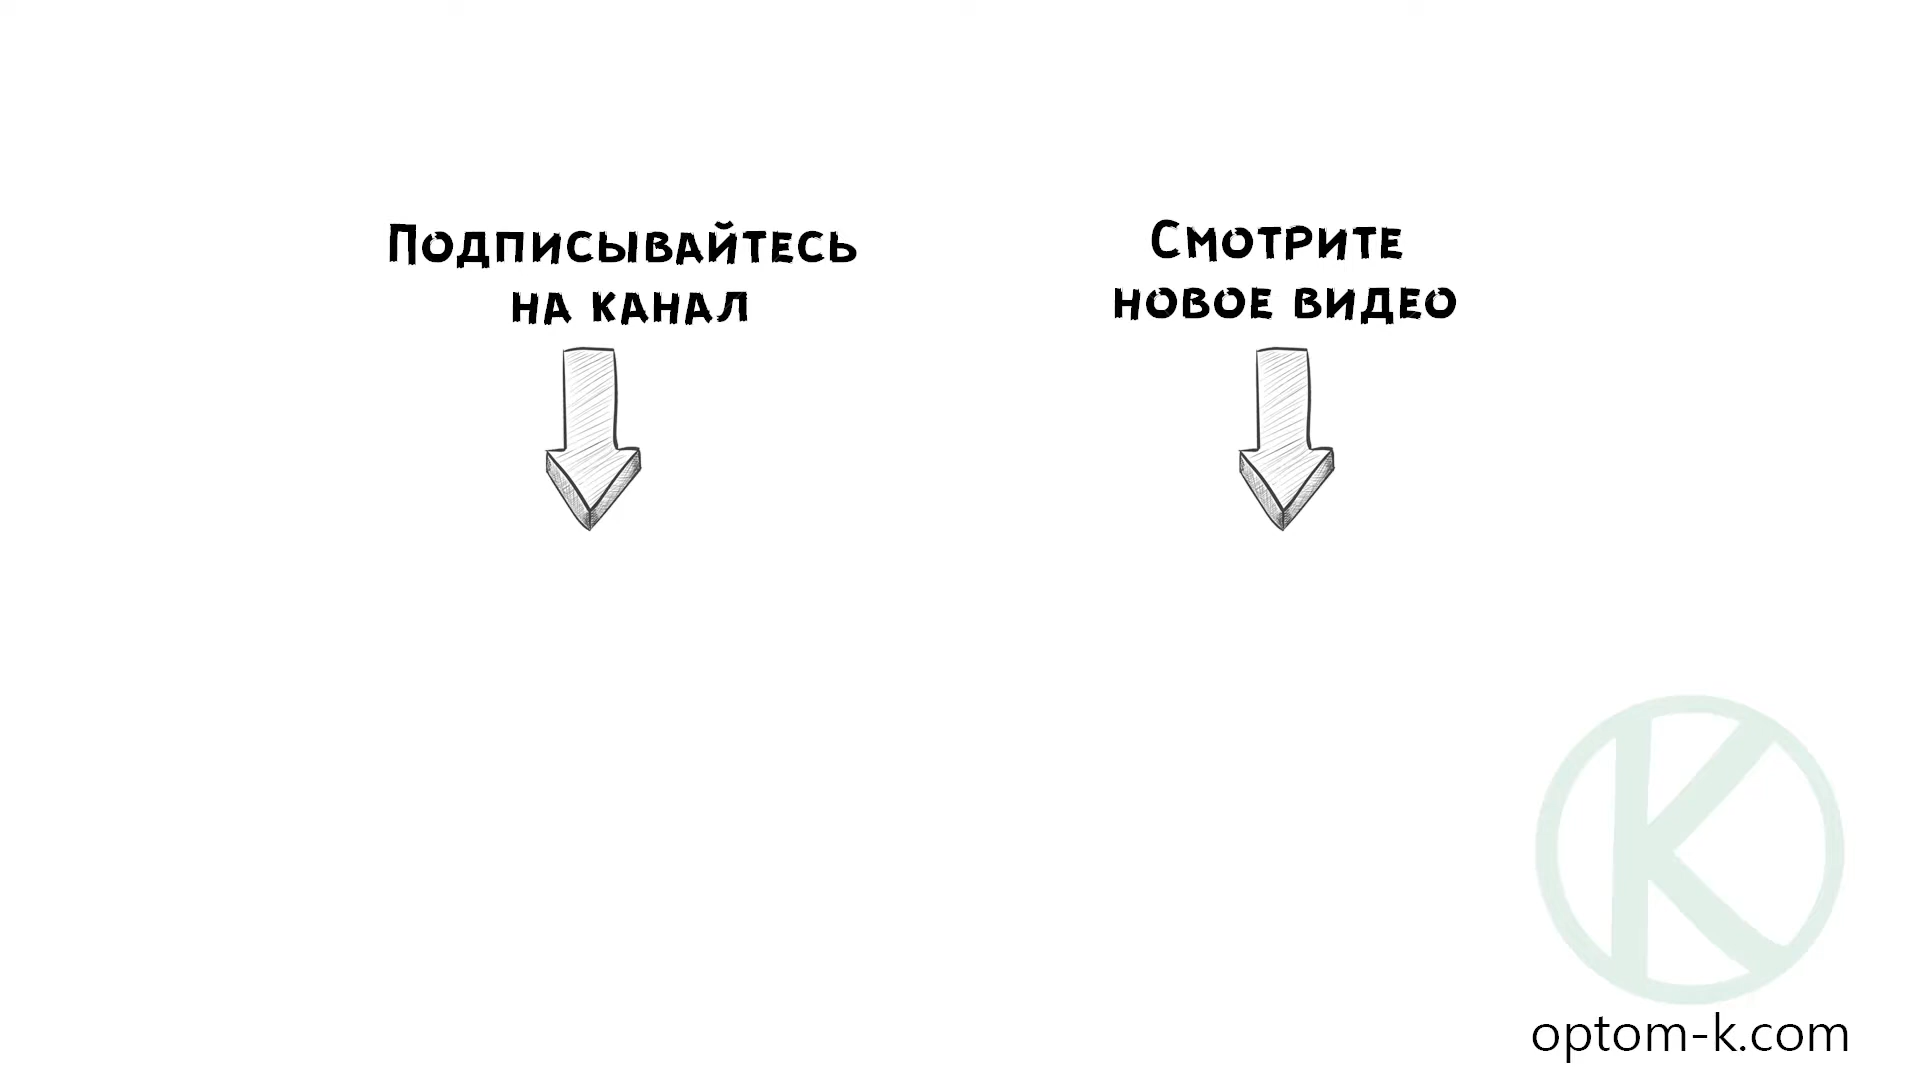 Подписывайтесь
на канал
Смотрите
новое видео
K
optom-k.com